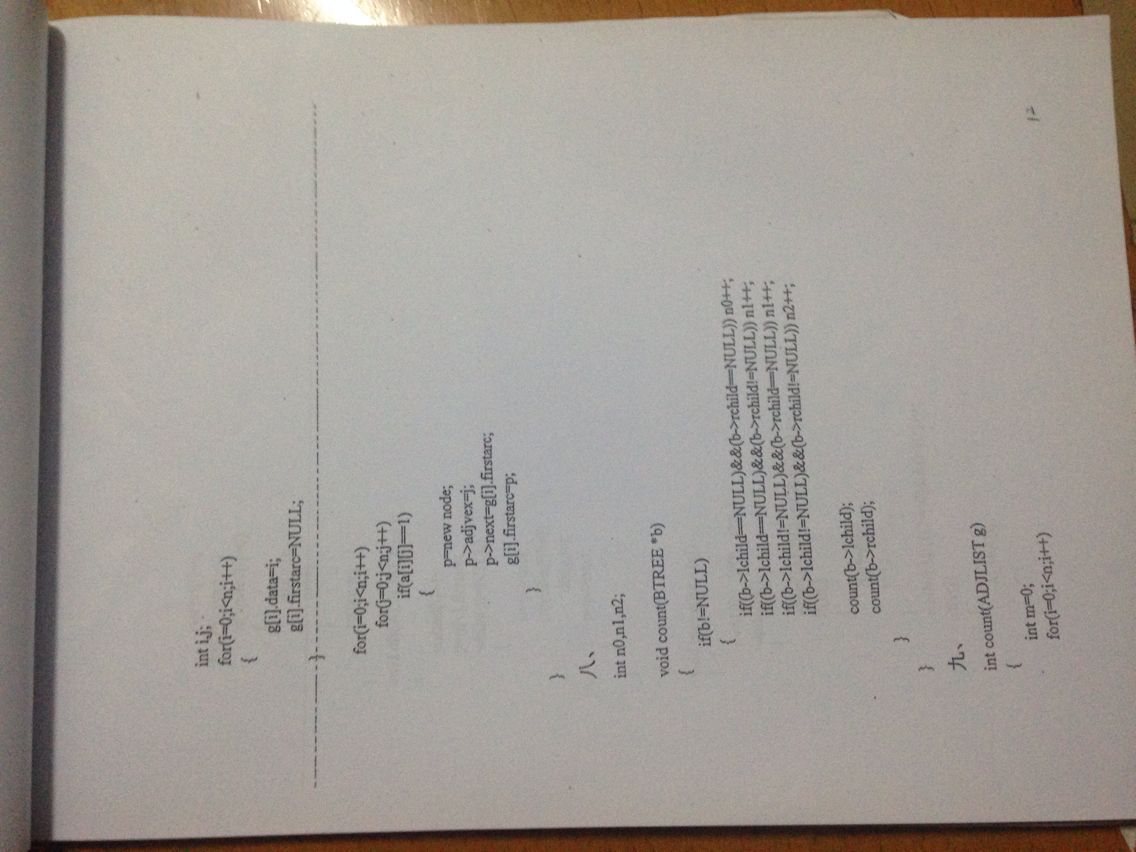 int i,j;
for(i=0;i<n;i++)
{
g[i].data=i;
g[i].firstarc=NULL;
}
for(i=0;i<n;i++)
for(j=0;j<n;j++)
if(a[i][j]==1)
{
p=new node;
p->adjvex=j;
p->next=g[i].firstarc;
g[i].firstarc=p;
}
}
八、
int n0,n1,n2;
void count(BTREE *b)
{
if(b!=NULL)
{
if((b->lchild==NULL)&&(b->rchild==NULL)) n0++;
if((b->lchild==NULL)&&(b->rchild!=NULL)) n1++;
if((b->lchild!=NULL)&&(b->rchild==NULL)) n1++;
if((b->lchild!=NULL)&&(b->rchild!=NULL)) n2++;
count(b->lchild);
count(b->rchild);
}
}
九、
int count(ADJLIST g)
{
int m=0;
for(i=0;i<n;i++)
12